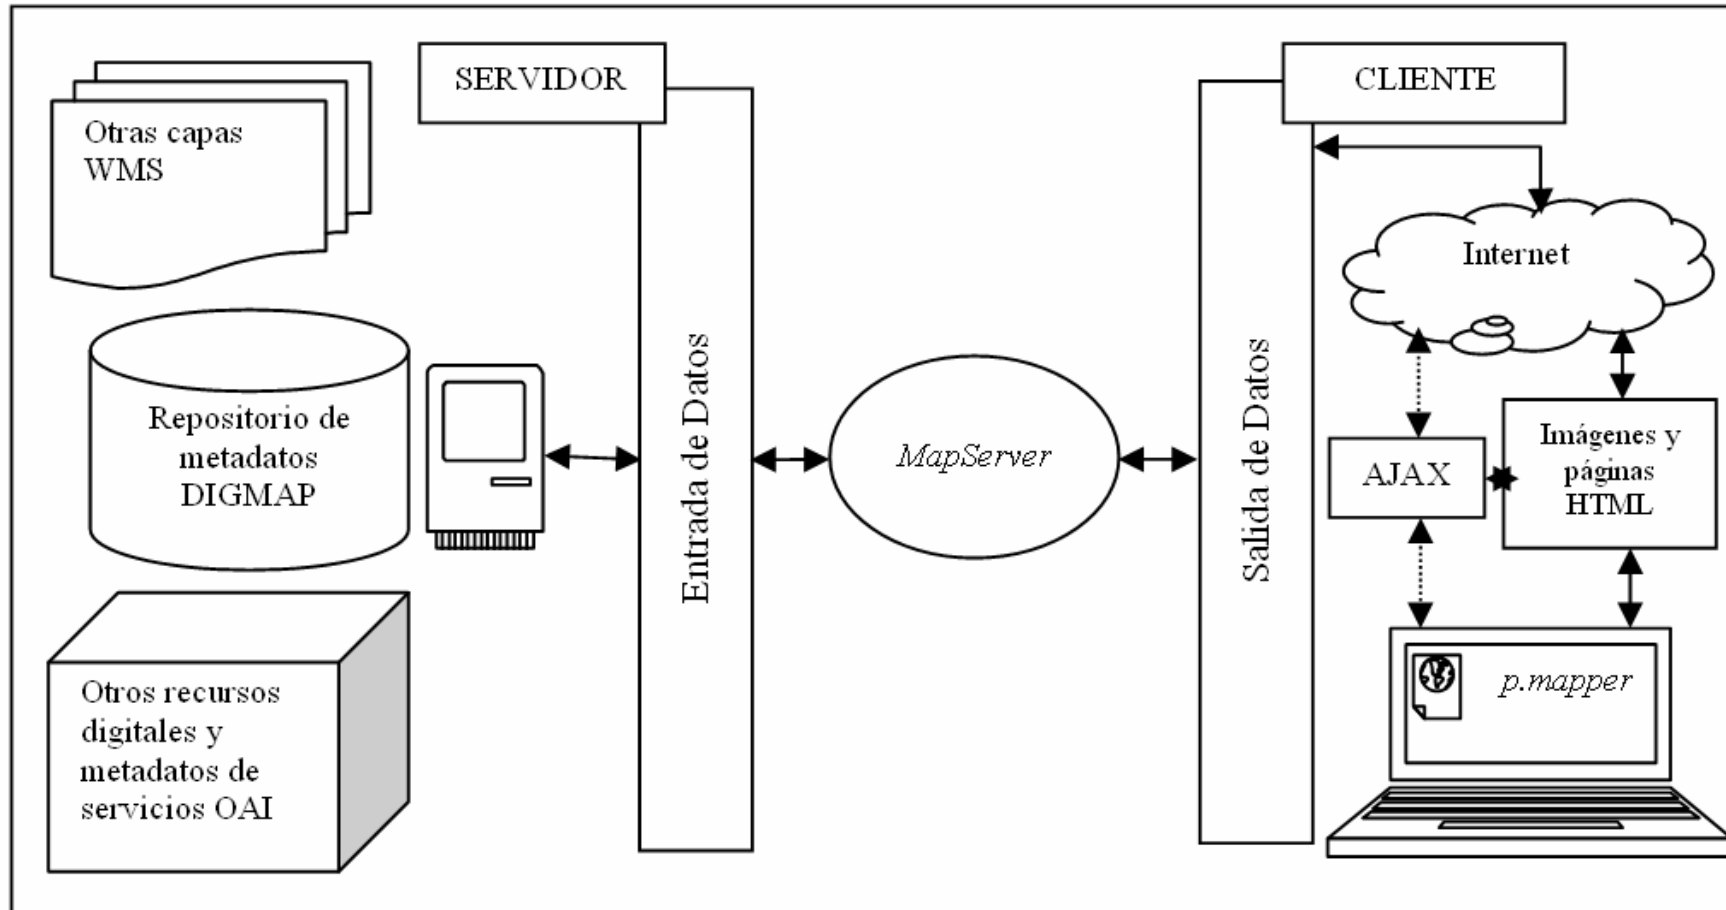 SERVIDOR
CLIENTE
Otras capas
WMS
Repositorio de
metadatos
DIGMAP
Otros recursos
digitales y
metadatos de
servicios OAI
Entrada de Datos
MapServer
Salida de Datos
Internet
AJAX
Imágenes y
páginas
HTML
p.mapper